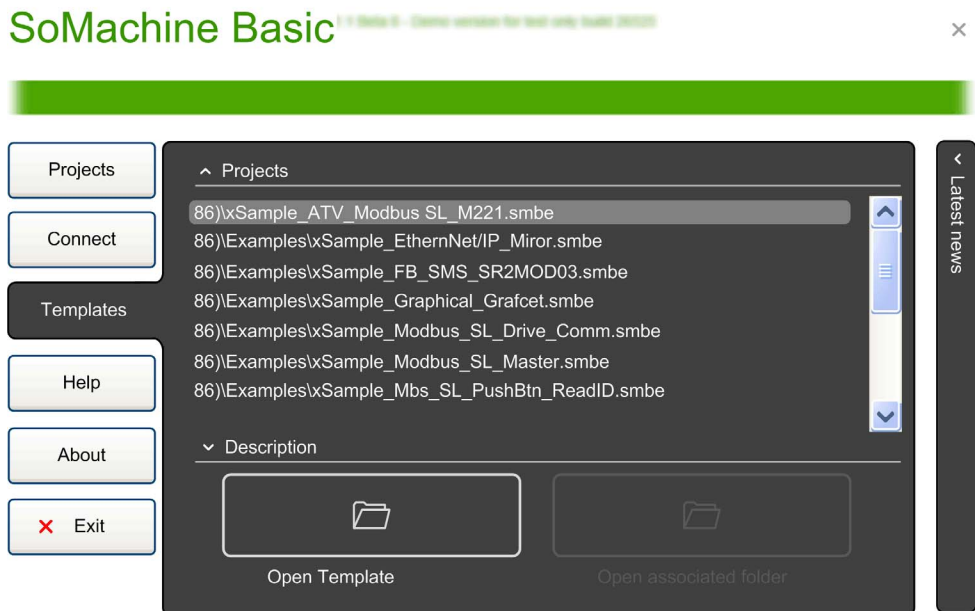 SoMachine Basic
Projects
Connect
Templates
Help
About
Exit
Projects
86)\xSample_ATV_Modbus SL_M221.smbe
86)\Examples\xSample_EthernNet/IP_Miror.smbe
86)\Examples\xSample_FB_SMS_SR2MOD03.smbe
86)\Examples\xSample_Graphical_Grafcet.smbe
86)\Examples\xSample_Modbus_SL_Drive_Comm.smbe
86)\Examples\xSample_Modbus_SL_Master.smbe
86)\Examples\xSample_Mbs_SL_PushBtn_ReadID.smbe
Description
Open Template
Open associated folder
Latest news